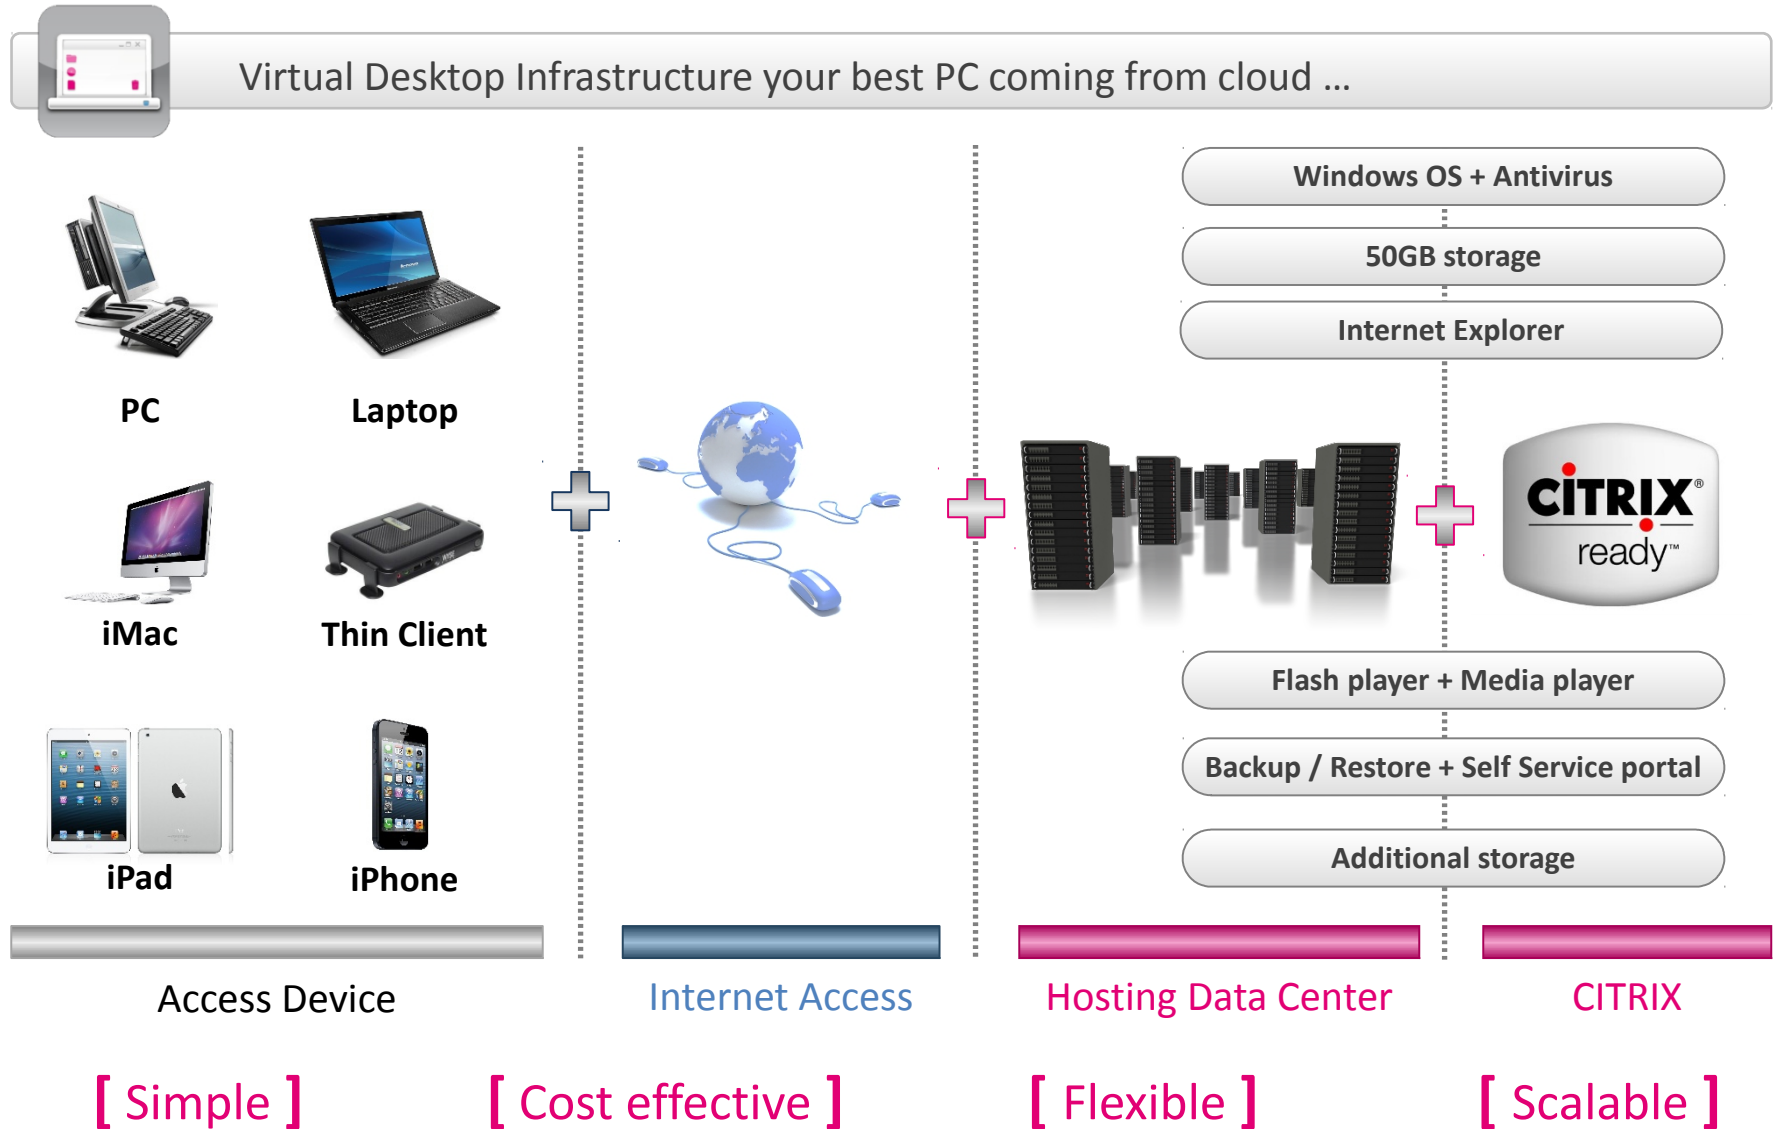 Virtual Desktop Infrastructure your best PC coming from cloud ...
Windows OS + Antivirus
50GB storage
Internet Explorer
PC
Laptop
CITRIX®
ready™
iMac
Thin Client
WYSE
Flash player + Media player
Backup / Restore + Self Service portal
Additional storage
iPad
iPhone
Access Device
Internet Access
Hosting Data Center
CITRIX
[ Simple ]
[ Cost effective ]
[ Flexible ]
[ Scalable ]